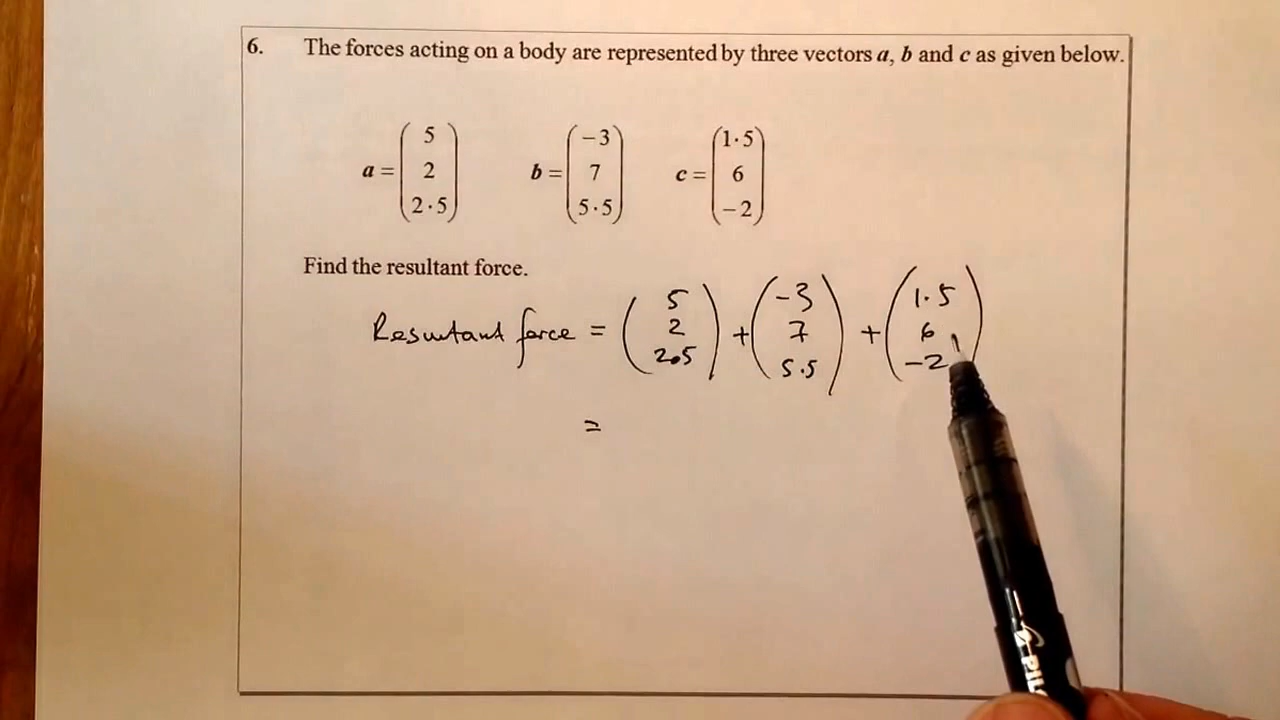 6. The forces acting on a body are represented by three vectors a, b and c as given below.
a = ( 5 2 2·5 ) b = ( −3 7 5·5 ) c = ( 1·5 6 −2 )
Find the resultant force.
Resultant force = ( 5 2 2.5 ) + ( -3 7 5.5 ) + ( 1.5 6 -2 )
=
PIL